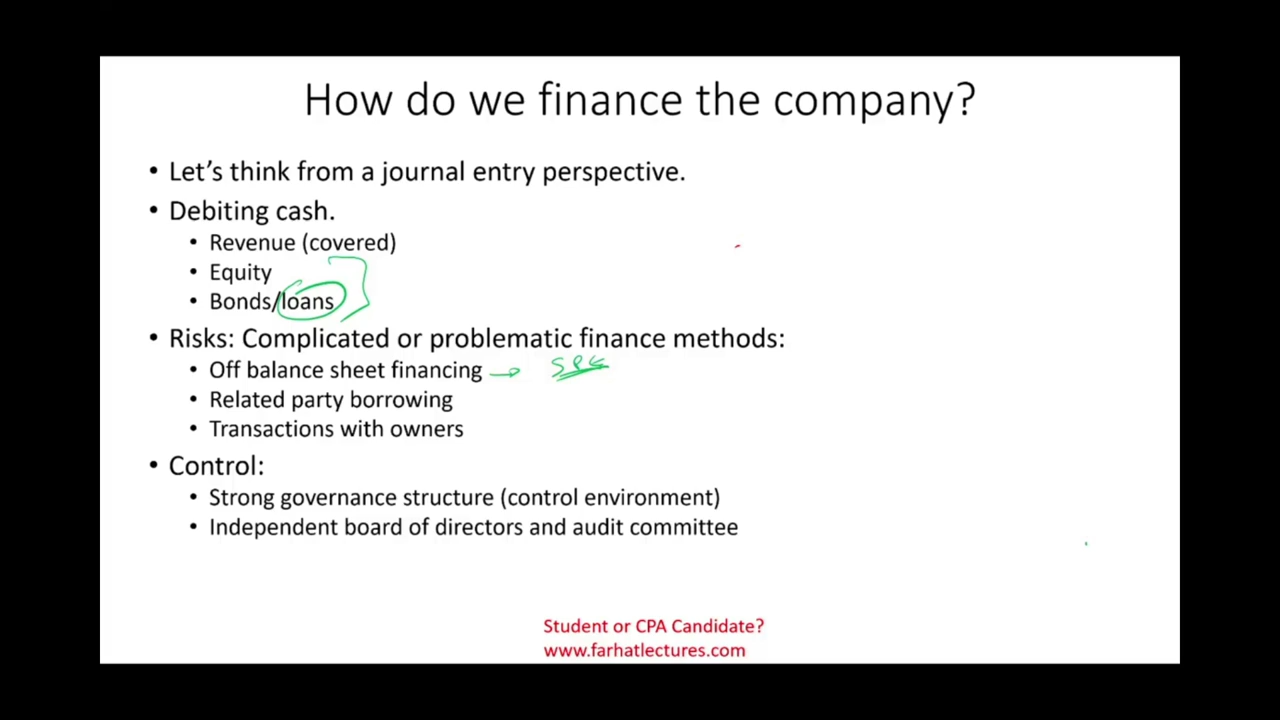 How do we finance the company?
• Let's think from a journal entry perspective.
• Debiting cash.
• Revenue (covered)
• Equity
• Bonds/loans
• Risks: Complicated or problematic finance methods:
• Off balance sheet financing → SPE
• Related party borrowing
• Transactions with owners
• Control:
• Strong governance structure (control environment)
• Independent board of directors and audit committee
Student or CPA Candidate?
www.farhatlectures.com